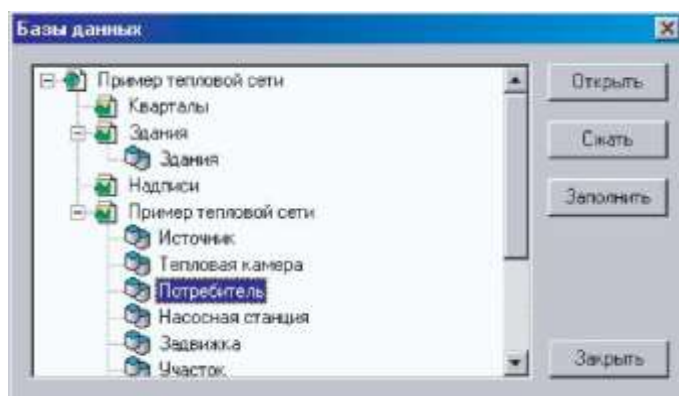 Базы данных
Пример тепловой сети
Кварталы
Здания
Здания
Надписи
Пример тепловой сети
Источник
Тепловая камера
Потребитель
Насосная станция
Задвижка
Участок
Открыть
Сжать
Заполнить
Закрыть